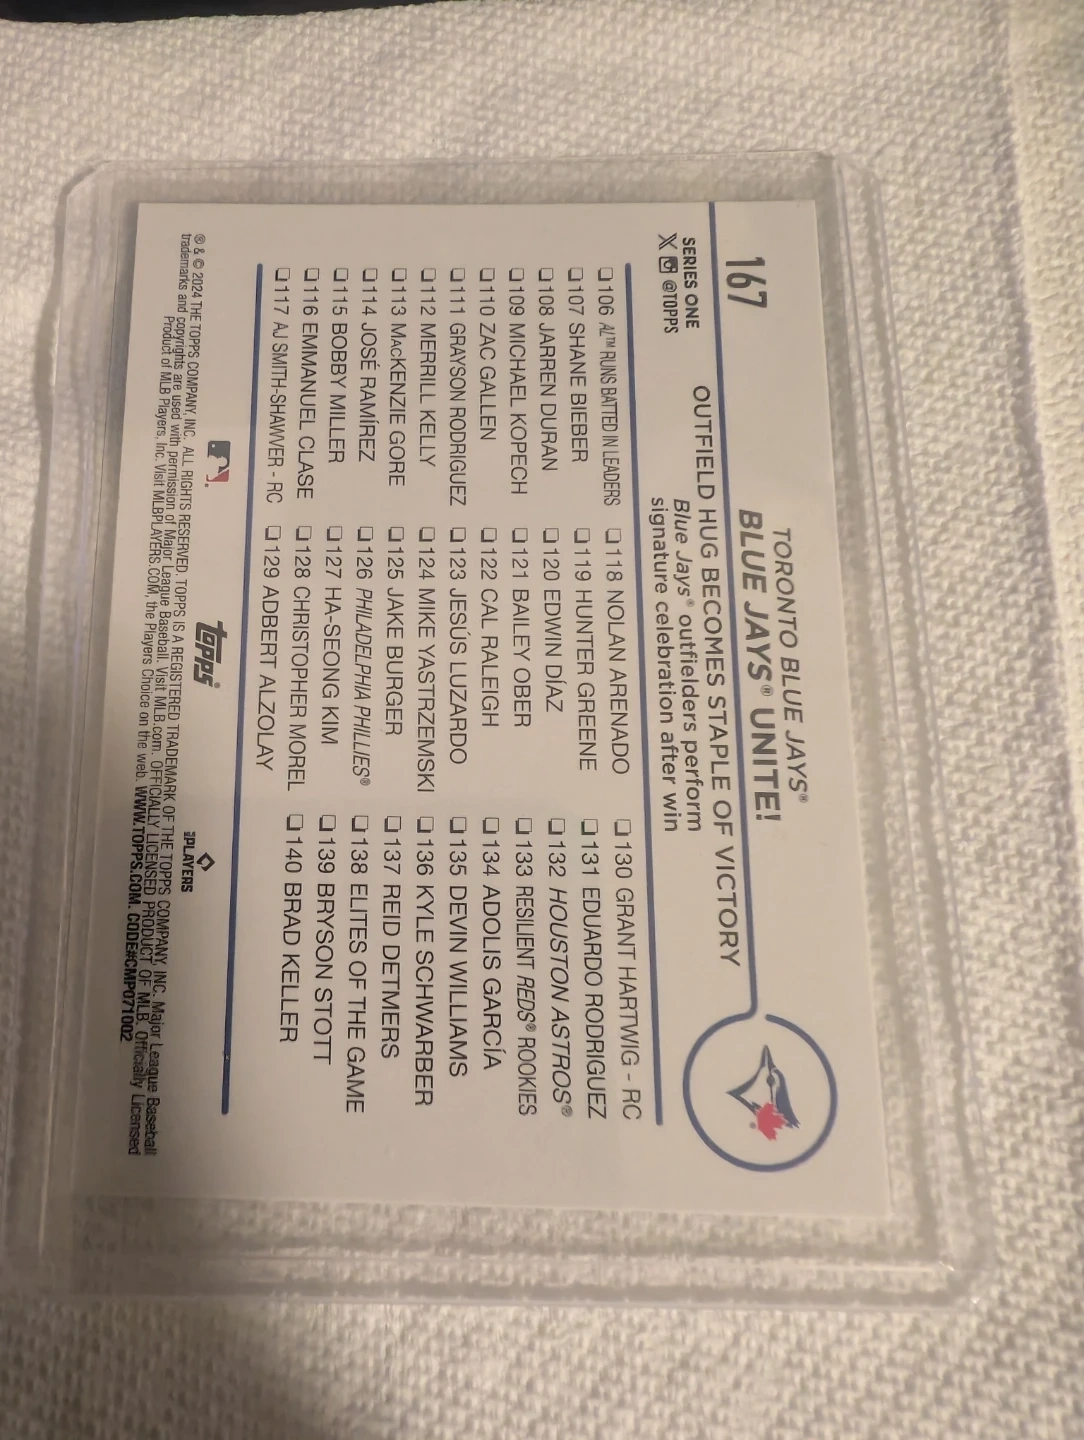 167
TORONTO BLUE JAYS®
BLUE JAYS® UNITE!
SERIES ONE
@TOPPS
OUTFIELD HUG BECOMES STAPLE OF VICTORY
Blue Jays® outfielders perform
signature celebration after win
106 AL™ RUNS BATTED IN LEADERS
107 SHANE BIEBER
108 JARREN DURAN
109 MICHAEL KOPECH
110 ZAC GALLEN
111 GRAYSON RODRIGUEZ
112 MERRILL KELLY
113 MACKENZIE GORE
114 JOSÉ RAMÍREZ
115 BOBBY MILLER
116 EMMANUEL CLASE
117 AJ SMITH-SHAWVER - RC
118 NOLAN ARENADO
119 HUNTER GREENE
120 EDWIN DÍAZ
121 BAILEY OBER
122 CAL RALEIGH
123 JESÚS LUZARDO
124 MIKE YASTRZEMSKI
125 JAKE BURGER
126 PHILADELPHIA PHILLIES®
127 HA-SEONG KIM
128 CHRISTOPHER MOREL
129 ADBERT ALZOLAY
130 GRANT HARTWIG - RC
131 EDUARDO RODRIGUEZ
132 HOUSTON ASTROS®
133 RESILIENT REDS® ROOKIES
134 ADOLIS GARCÍA
135 DEVIN WILLIAMS
136 KYLE SCHWARBER
137 REID DETMERS
138 ELITES OF THE GAME
139 BRYSON STOTT
140 BRAD KELLER
topps®
PLAYERS
® & © 2024 THE TOPPS COMPANY, INC. ALL RIGHTS RESERVED. TOPPS IS A REGISTERED TRADEMARK OF THE TOPPS COMPANY, INC. Major League Baseball
trademarks and copyrights are used with permission of Major League Baseball. Visit MLB.com. OFFICIALLY LICENSED PRODUCT OF MLB. Officially Licensed
Product of MLB Players, Inc. Visit MLBPLAYERS.COM, the Players Choice on the web. WWW.TOPPS.COM. CODE#CMP071002